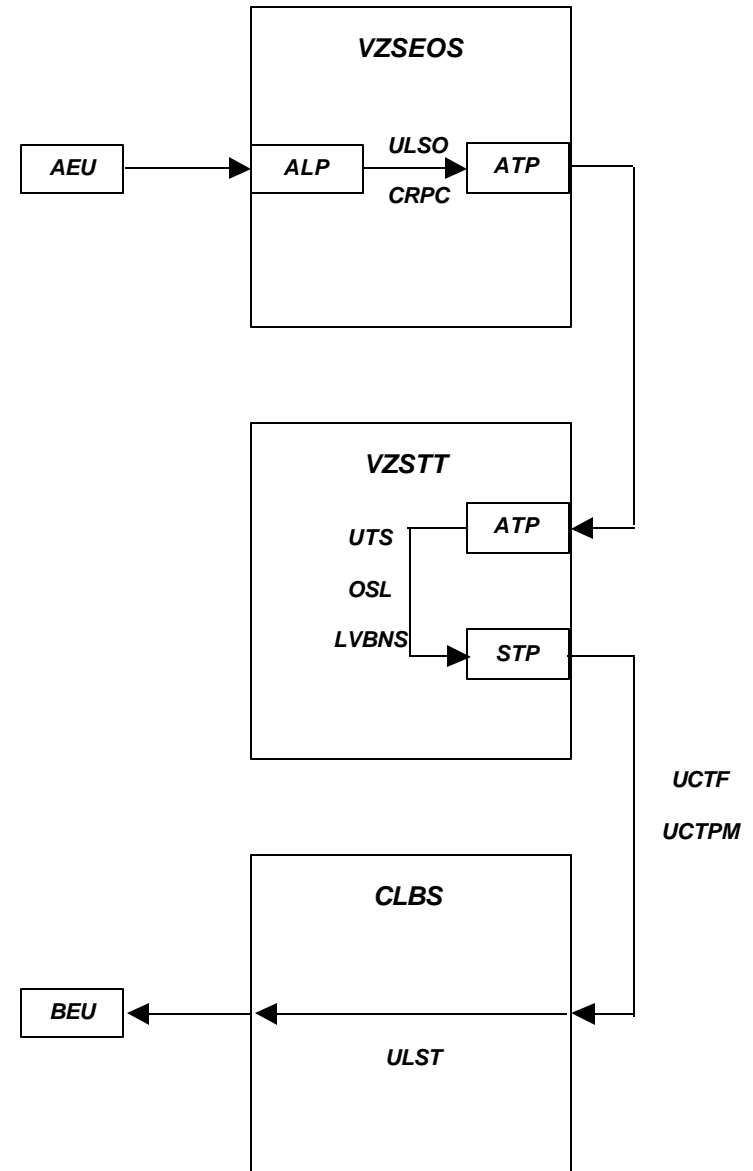 VZSEOS
AEU
ALP
ULSO
CRPC
ATP
VZSTT
ATP
UTS
OSL
LVBNS
STP
UCTF
UCTPM
CLBS
BEU
ULST